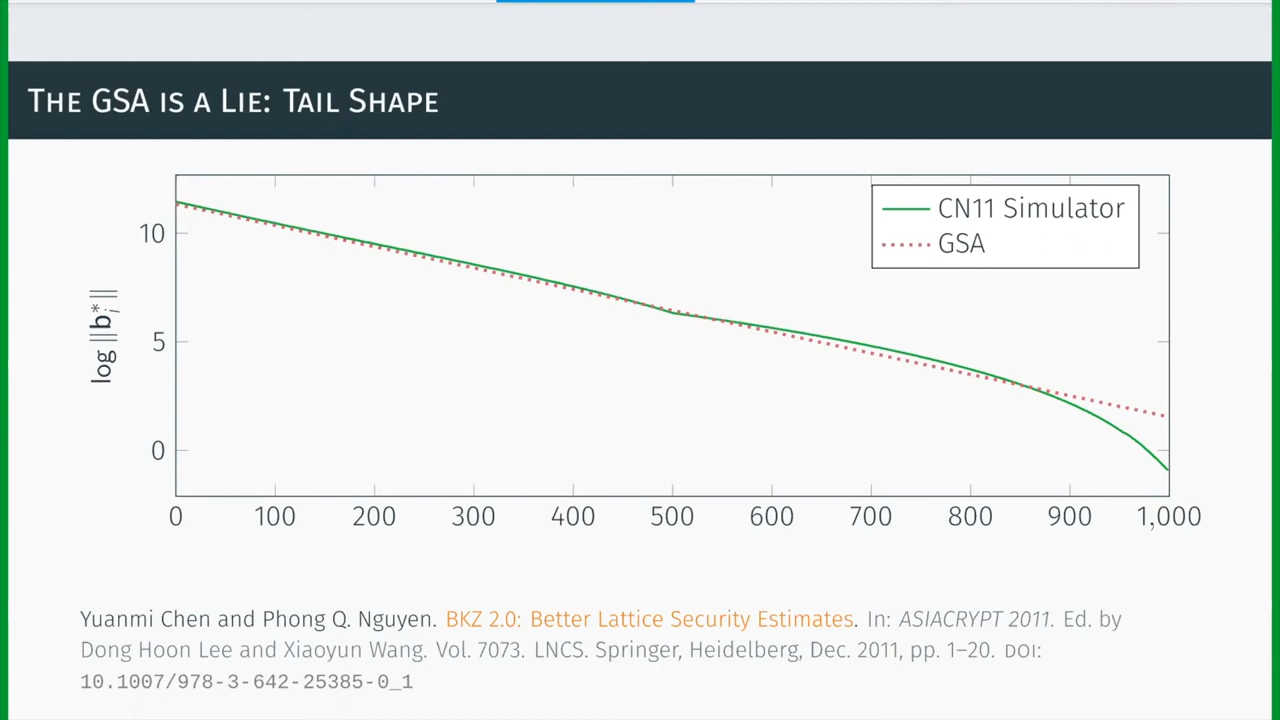 THE GSA IS A LIE: TAIL SHAPE
CN11 Simulator
GSA
10
5
0
log ‖b*_i‖
0 100 200 300 400 500 600 700 800 900 1,000
Yuanmi Chen and Phong Q. Nguyen. BKZ 2.0: Better Lattice Security Estimates. In: ASIACRYPT 2011. Ed. by
Dong Hoon Lee and Xiaoyun Wang. Vol. 7073. LNCS. Springer, Heidelberg, Dec. 2011, pp. 1–20. DOI:
10.1007/978-3-642-25385-0_1